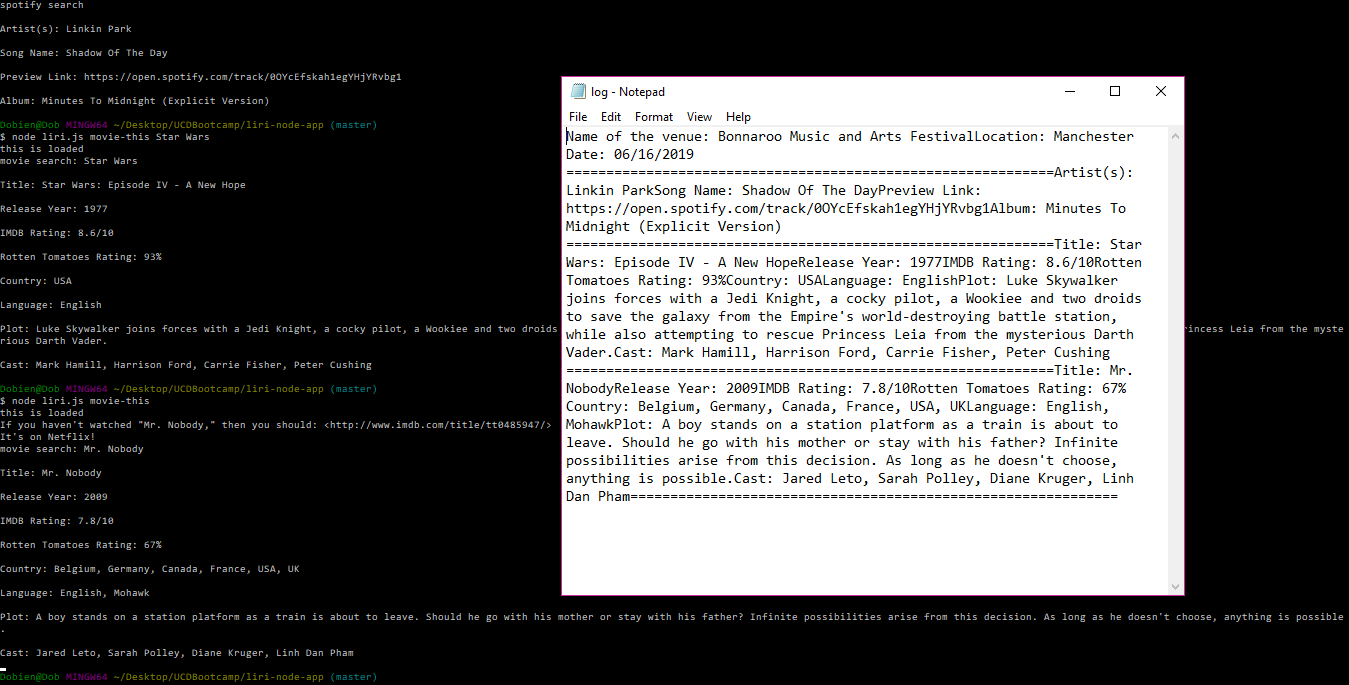 spotify search
Artist(s): Linkin Park
Song Name: Shadow Of The Day
Preview Link: https://open.spotify.com/track/0OYcEfskah1egYHjYRvbg1
Album: Minutes To Midnight (Explicit Version)
Dobien@Dob MINGW64 ~/Desktop/UCDBootcamp/liri-node-app (master)
$ node liri.js movie-this Star Wars
this is loaded
movie search: Star Wars
Title: Star Wars: Episode IV - A New Hope
Release Year: 1977
IMDB Rating: 8.6/10
Rotten Tomatoes Rating: 93%
Country: USA
Language: English
Plot: Luke Skywalker joins forces with a Jedi Knight, a cocky pilot, a Wookiee and two droids rincess Leia from the myste
rious Darth Vader.
Cast: Mark Hamill, Harrison Ford, Carrie Fisher, Peter Cushing
Dobien@Dob MINGW64 ~/Desktop/UCDBootcamp/liri-node-app (master)
$ node liri.js movie-this
this is loaded
If you haven't watched "Mr. Nobody," then you should: <http://www.imdb.com/title/tt0485947/>
It's on Netflix!
movie search: Mr. Nobody
Title: Mr. Nobody
Release Year: 2009
IMDB Rating: 7.8/10
Rotten Tomatoes Rating: 67%
Country: Belgium, Germany, Canada, France, USA, UK
Language: English, Mohawk
Plot: A boy stands on a station platform as a train is about to leave. Should he go with his mother or stay with his father? Infinite possibilities arise from this decision. As long as he doesn't choose, anything is possible
.
Cast: Jared Leto, Sarah Polley, Diane Kruger, Linh Dan Pham
Dobien@Dob MINGW64 ~/Desktop/UCDBootcamp/liri-node-app (master)
log - Notepad
File Edit Format View Help
Name of the venue: Bonnaroo Music and Arts FestivalLocation: Manchester
Date: 06/16/2019
=============================================================Artist(s):
Linkin ParkSong Name: Shadow Of The DayPreview Link:
https://open.spotify.com/track/0OYcEfskah1egYHjYRvbg1Album: Minutes To
Midnight (Explicit Version)
=============================================================Title: Star
Wars: Episode IV - A New HopeRelease Year: 1977IMDB Rating: 8.6/10Rotten
Tomatoes Rating: 93%Country: USALanguage: EnglishPlot: Luke Skywalker
joins forces with a Jedi Knight, a cocky pilot, a Wookiee and two droids
to save the galaxy from the Empire's world-destroying battle station,
while also attempting to rescue Princess Leia from the mysterious Darth
Vader.Cast: Mark Hamill, Harrison Ford, Carrie Fisher, Peter Cushing
=============================================================Title: Mr.
NobodyRelease Year: 2009IMDB Rating: 7.8/10Rotten Tomatoes Rating: 67%
Country: Belgium, Germany, Canada, France, USA, UKLanguage: English,
MohawkPlot: A boy stands on a station platform as a train is about to
leave. Should he go with his mother or stay with his father? Infinite
possibilities arise from this decision. As long as he doesn't choose,
anything is possible.Cast: Jared Leto, Sarah Polley, Diane Kruger, Linh
Dan Pham=============================================================